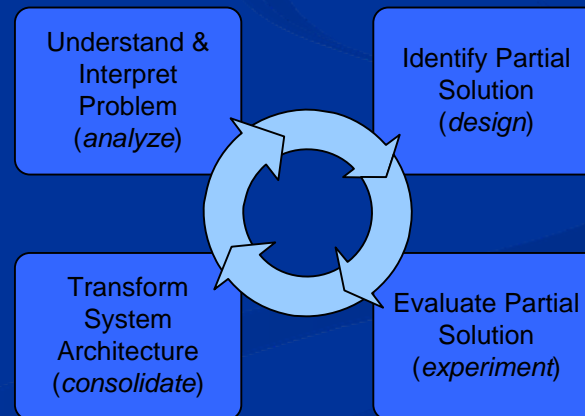 Understand &
Interpret
Problem
(analyze)
Identify Partial
Solution
(design)
Transform
System
Architecture
(consolidate)
Evaluate Partial
Solution
(experiment)